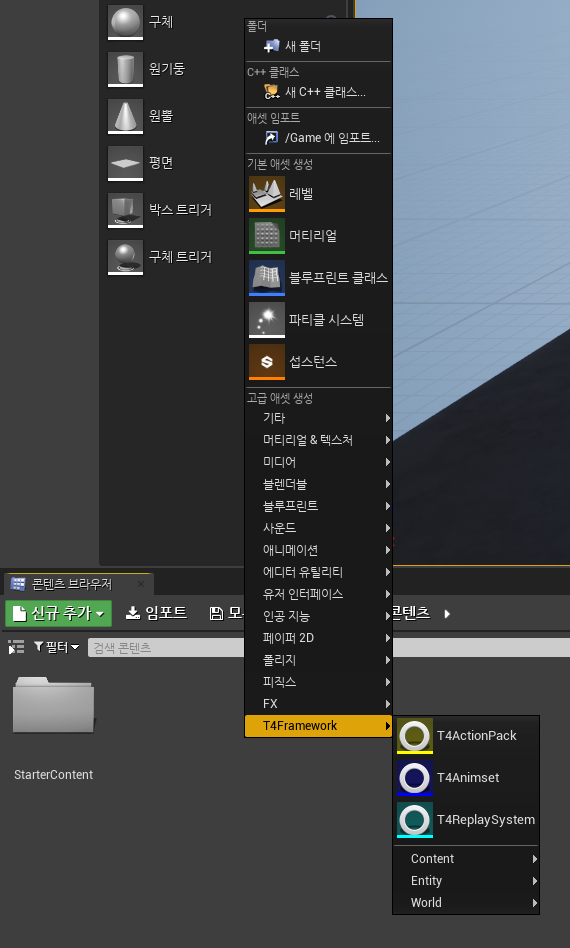 구체
원기둥
원뿔
평면
박스 트리거
구체 트리거
폴더
새 폴더
C++ 클래스
C++
새 C++ 클래스...
애셋 임포트
/Game 에 임포트...
기본 애셋 생성
레벨
머티리얼
블루프린트 클래스
파티클 시스템
섭스턴스
고급 애셋 생성
기타
머티리얼 & 텍스처
미디어
블렌더블
블루프린트
사운드
애니메이션
에디터 유틸리티
유저 인터페이스
인공 지능
페이퍼 2D
폴리지
피직스
FX
T4Framework
T4ActionPack
T4Animset
T4ReplaySystem
Content
Entity
World
콘텐츠 브라우저
신규 추가
임포트
콘텐츠
필터
검색 콘텐츠
StarterContent